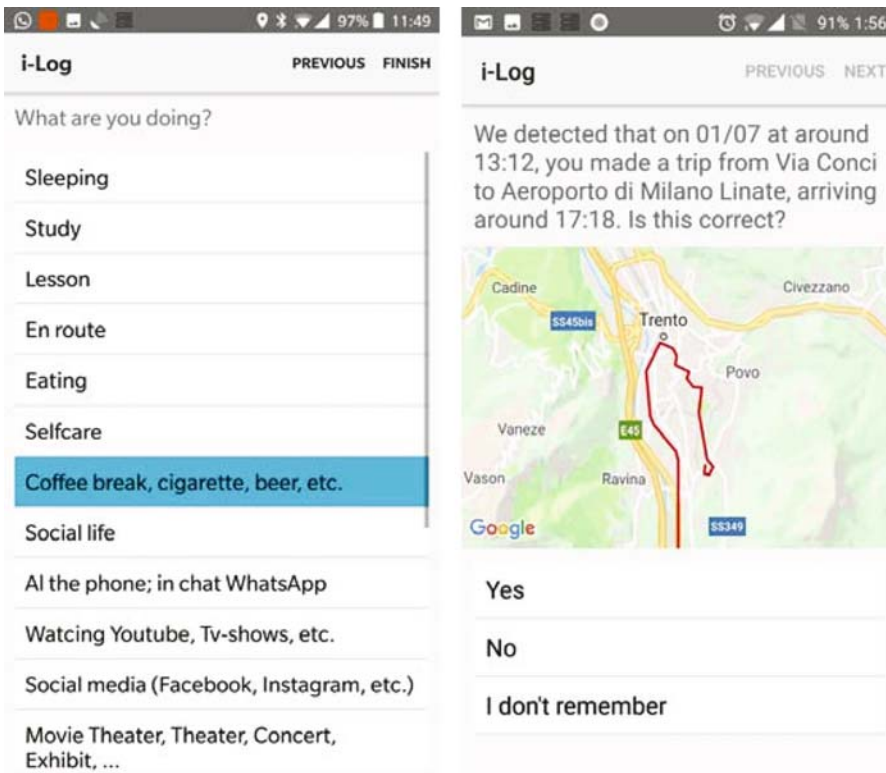 97% 11:49
i-Log PREVIOUS FINISH
What are you doing?
Sleeping
Study
Lesson
En route
Eating
Selfcare
Coffee break, cigarette, beer, etc.
Social life
Al the phone; in chat WhatsApp
Watcing Youtube, Tv-shows, etc.
Social media (Facebook, Instagram, etc.)
Movie Theater, Theater, Concert,
Exhibit, ...
91% 1:56
i-Log PREVIOUS NEXT
We detected that on 01/07 at around
13:12, you made a trip from Via Conci
to Aeroporto di Milano Linate, arriving
around 17:18. Is this correct?
Cadine
Civezzano
SS45bis
Trento
Povo
Vaneze
E45
Vason
Ravina
Google
SS349
Yes
No
I don't remember